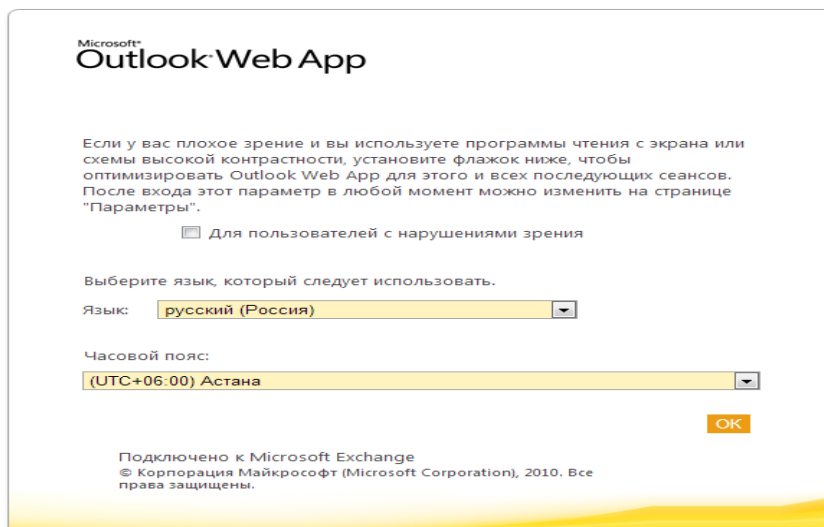 Microsoft®
Outlook Web App
Если у вас плохое зрение и вы используете программы чтения с экрана или
схемы высокой контрастности, установите флажок ниже, чтобы
оптимизировать Outlook Web App для этого и всех последующих сеансов.
После входа этот параметр в любой момент можно изменить на странице
"Параметры".
Для пользователей с нарушениями зрения
Выберите язык, который следует использовать.
Язык: русский (Россия)
Часовой пояс:
(UTC+06:00) Астана
OK
Подключено к Microsoft Exchange
© Корпорация Майкрософт (Microsoft Corporation), 2010. Все
права защищены.